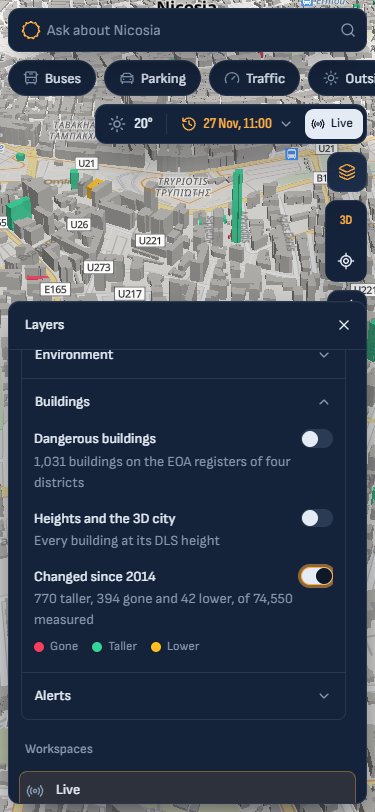 Nicosia
Ask about Nicosia
Buses
Parking
Traffic
Outsi
20°
27 Nov, 11:00
Live
TRYPIOTIS
ΤΡΥΠΙΩΤΗΣ
U21
U21
B1
3D
U26
U221
U273
E165
U217
Layers
Environment
Buildings
Dangerous buildings
1,031 buildings on the EOA registers of four
districts
Heights and the 3D city
Every building at its DLS height
Changed since 2014
770 taller, 394 gone and 42 lower, of 74,550
measured
Gone
Taller
Lower
Alerts
Workspaces
Live